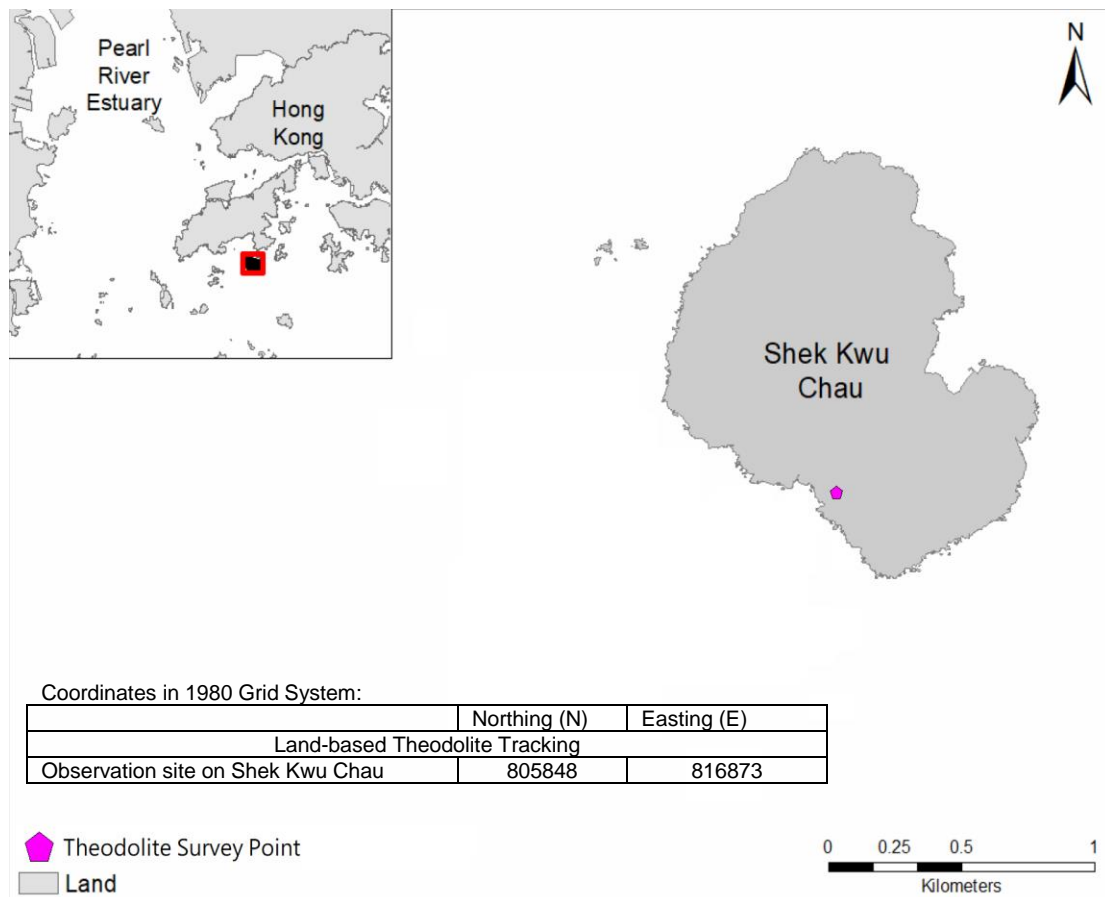 Pearl
River
Estuary
Hong
Kong
N
Shek Kwu
Chau
Coordinates in 1980 Grid System:
Northing (N) Easting (E)
Land-based Theodolite Tracking
Observation site on Shek Kwu Chau 805848 816873
Theodolite Survey Point
Land
0 0.25 0.5 1
Kilometers